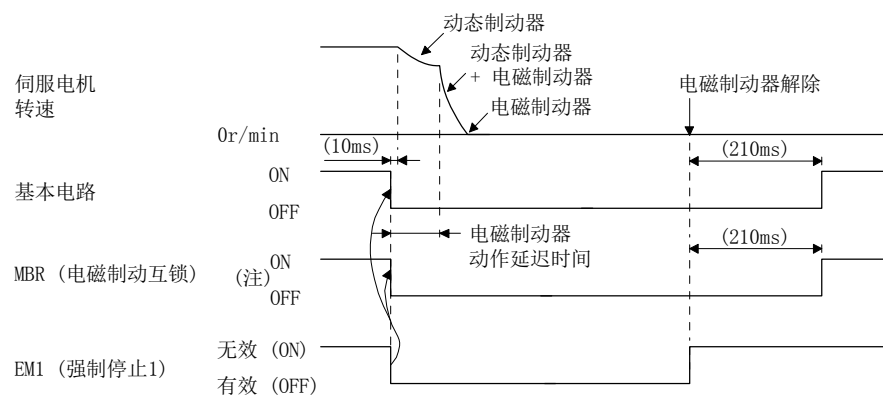 动态制动器
动态制动器
+ 电磁制动器
电磁制动器
电磁制动器解除
伺服电机
转速
0r/min
(10ms)
(210ms)
基本电路
ON
OFF
电磁制动器
动作延迟时间
(210ms)
MBR (电磁制动互锁)
(注)
ON
OFF
EM1 (强制停止1)
无效 (ON)
有效 (OFF)